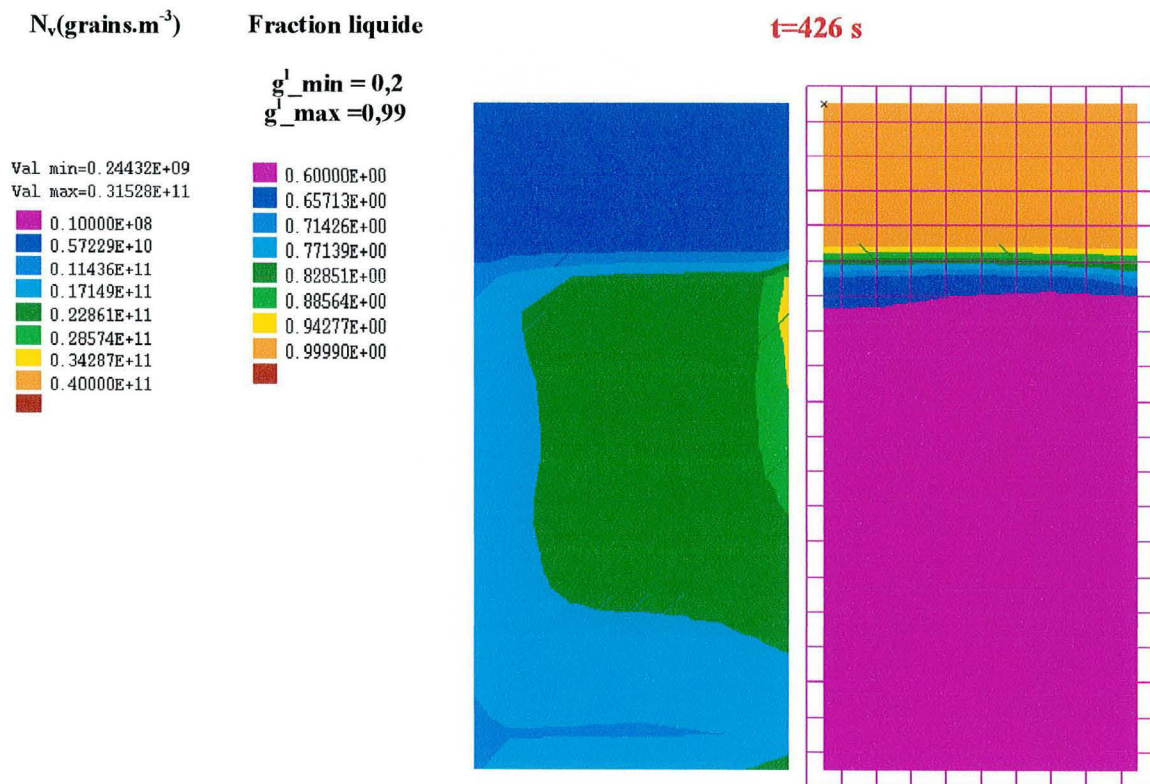 N_v(grains.m^-3)
Fraction liquide
t=426 s
g^l_min = 0,2
g^l_max =0,99
Val min=0.24432E+09
Val max=0.31528E+11
0.10000E+08
0.57229E+10
0.11436E+11
0.17149E+11
0.22861E+11
0.28574E+11
0.34287E+11
0.40000E+11
0.60000E+00
0.65713E+00
0.71426E+00
0.77139E+00
0.82851E+00
0.88564E+00
0.94277E+00
0.99990E+00